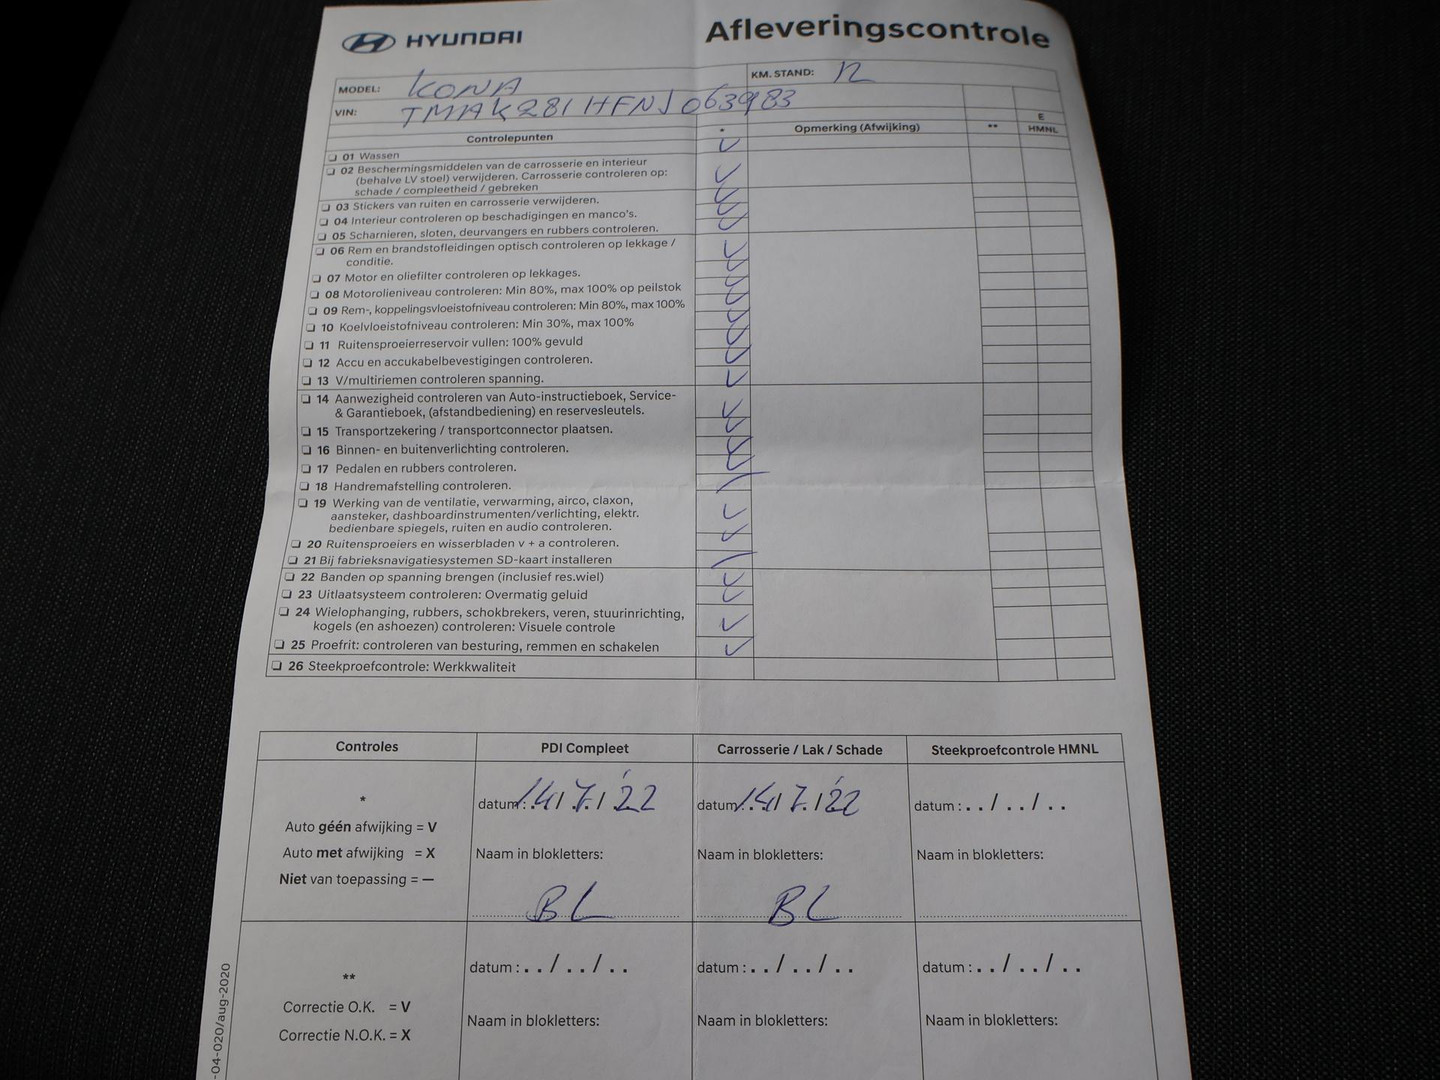 HYUNDAI
Afleveringscontrole
MODEL: KONA
KM. STAND: 12
VIN: TMAK281HFNJ063983
Controlepunten * Opmerking (Afwijking) ** E HMNL
01 Wassen V
02 Beschermingsmiddelen van de carrosserie en interieur V
(behalve LV stoel) verwijderen. Carrosserie controleren op:
schade / compleetheid / gebreken
03 Stickers van ruiten en carrosserie verwijderen. V
04 Interieur controleren op beschadigingen en manco's. V
05 Scharnieren, sloten, deurvangers en rubbers controleren. V
06 Rem en brandstofleidingen optisch controleren op lekkage / V
conditie.
07 Motor en oliefilter controleren op lekkages. V
08 Motorolieniveau controleren: Min 80%, max 100% op peilstok V
09 Rem-, koppelingsvloeistofniveau controleren: Min 80%, max 100% V
10 Koelvloeistofniveau controleren: Min 30%, max 100% V
11 Ruitensproeierreservoir vullen: 100% gevuld V
12 Accu en accukabelbevestigingen controleren. V
13 V/multiriemen controleren spanning. V
14 Aanwezigheid controleren van Auto-instructieboek, Service- V
& Garantieboek, (afstandbediening) en reservesleutels.
15 Transportzekering / transportconnector plaatsen. V
16 Binnen- en buitenverlichting controleren. V
17 Pedalen en rubbers controleren. V
18 Handremafstelling controleren.
19 Werking van de ventilatie, verwarming, airco, claxon, V
aansteker, dashboardinstrumenten/verlichting, elektr.
bedienbare spiegels, ruiten en audio controleren.
20 Ruitensproeiers en wisserbladen v + a controleren. V
21 Bij fabrieksnavigatiesystemen SD-kaart installeren
22 Banden op spanning brengen (inclusief res.wiel) V
23 Uitlaatsysteem controleren: Overmatig geluid V
24 Wielophanging, rubbers, schokbrekers, veren, stuurinrichting, V
kogels (en ashoezen) controleren: Visuele controle
25 Proefrit: controleren van besturing, remmen en schakelen V
26 Steekproefcontrole: Werkkwaliteit
Controles PDI Compleet Carrosserie / Lak / Schade Steekproefcontrole HMNL
* datum: 14/7/'22 datum: 14/7/'22 datum : . . / . . / . .
Auto géén afwijking = V
Auto met afwijking = X Naam in blokletters: Naam in blokletters: Naam in blokletters:
Niet van toepassing = —
BL BL
** datum : . . / . . / . . datum : . . / . . / . . datum : . . / . . / . .
Correctie O.K. = V
Correctie N.O.K. = X Naam in blokletters: Naam in blokletters: Naam in blokletters:
-04-020/aug-2020